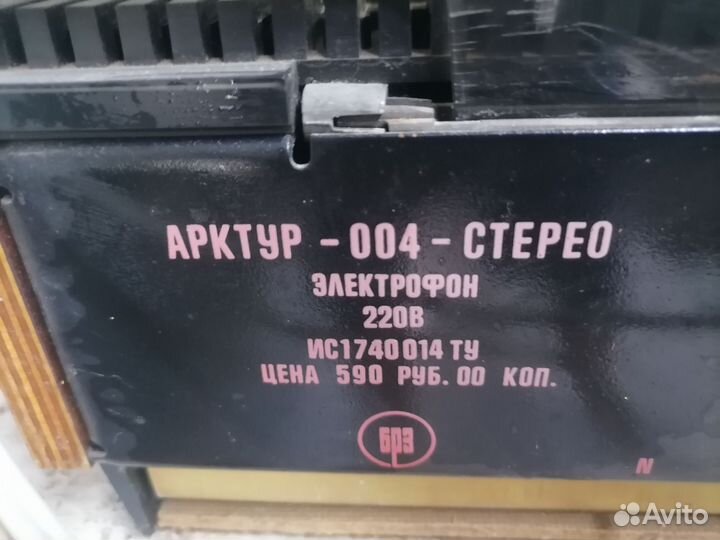 АРКТУР - 004 - СТЕРЕО
ЭЛЕКТРОФОН
220В
ИС1740014 ТУ
ЦЕНА 590 РУБ. 00 КОП.
БРЗ
N
Avito